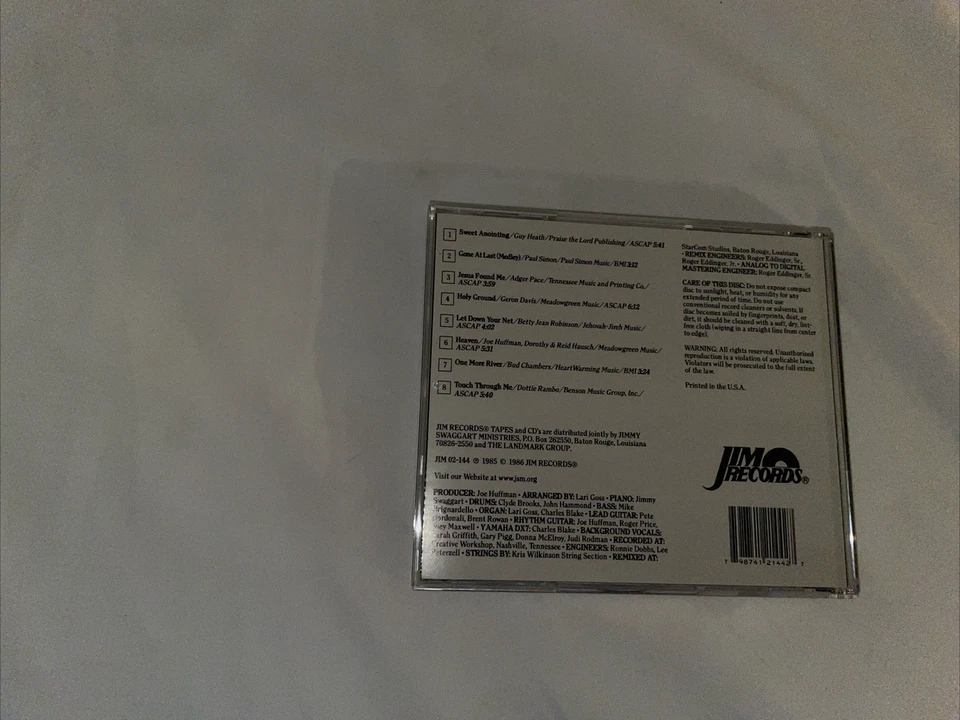 1 Sweet Anointing/Guy Heath/Praise the Lord Publishing/ASCAP 5:41
2 Gone At Last (Medley)/Paul Simon/Paul Simon Music/BMI 3:12
3 Jesus Found Me/Adger Pace/Tennessee Music and Printing Co./
ASCAP 3:59
4 Holy Ground/Geron Davis/Meadowgreen Music/ASCAP 6:12
5 Let Down Your Net/Betty Jean Robinson/Jehovah-Jireh Music/
ASCAP 4:02
6 Heaven/Joe Huffman, Dorothy & Reid Hausch/Meadowgreen Music/
ASCAP 5:31
7 One More River/Bud Chambers/HeartWarming Music/BMI 3:24
8 Touch Through Me/Dottie Rambo/Benson Music Group, Inc./
ASCAP 5:40
JIM RECORDS® TAPES and CD's are distributed jointly by JIMMY
SWAGGART MINISTRIES, P.O. Box 262550, Baton Rouge, Louisiana
70826-2550 and THE LANDMARK GROUP.
JIM 02-144 ℗ 1985 © 1986 JIM RECORDS®
Visit our Website at www.jsm.org
PRODUCER: Joe Huffman • ARRANGED BY: Lari Goss • PIANO: Jimmy
Swaggart • DRUMS: Clyde Brooks, John Hammond • BASS: Mike
Brignardello • ORGAN: Lari Goss, Charles Blake • LEAD GUITAR: Pete
Bordonali, Brent Rowan • RHYTHM GUITAR: Joe Huffman, Roger Price,
Maxwell • YAMAHA DX7: Charles Blake • BACKGROUND VOCALS:
Sarah Griffith, Gary Pigg, Donna McElroy, Judi Rodman • RECORDED AT:
Creative Workshop, Nashville, Tennessee • ENGINEERS: Ronnie Dobbs, Lee
Peterzell • STRINGS BY: Kris Wilkinson String Section • REMIXED AT:
StarCom Studios, Baton Rouge, Louisiana
• REMIX ENGINEERS: Roger Eddinger, Sr.,
Roger Eddinger, Jr. • ANALOG TO DIGITAL
MASTERING ENGINEER: Roger Eddinger, Sr.
CARE OF THIS DISC: Do not expose compact
disc to sunlight, heat, or humidity for any
extended period of time. Do not use
conventional record cleaners or solvents. If
disc becomes soiled by fingerprints, dust, or
dirt, it should be cleaned with a soft, dry, lint-
free cloth (wiping in a straight line from center
to edge).
WARNING: All rights reserved. Unauthorized
reproduction is a violation of applicable laws.
Violators will be prosecuted to the full extent
of the law.
Printed in the U.S.A.
JIM
RECORDS®
7 98741 21442 7